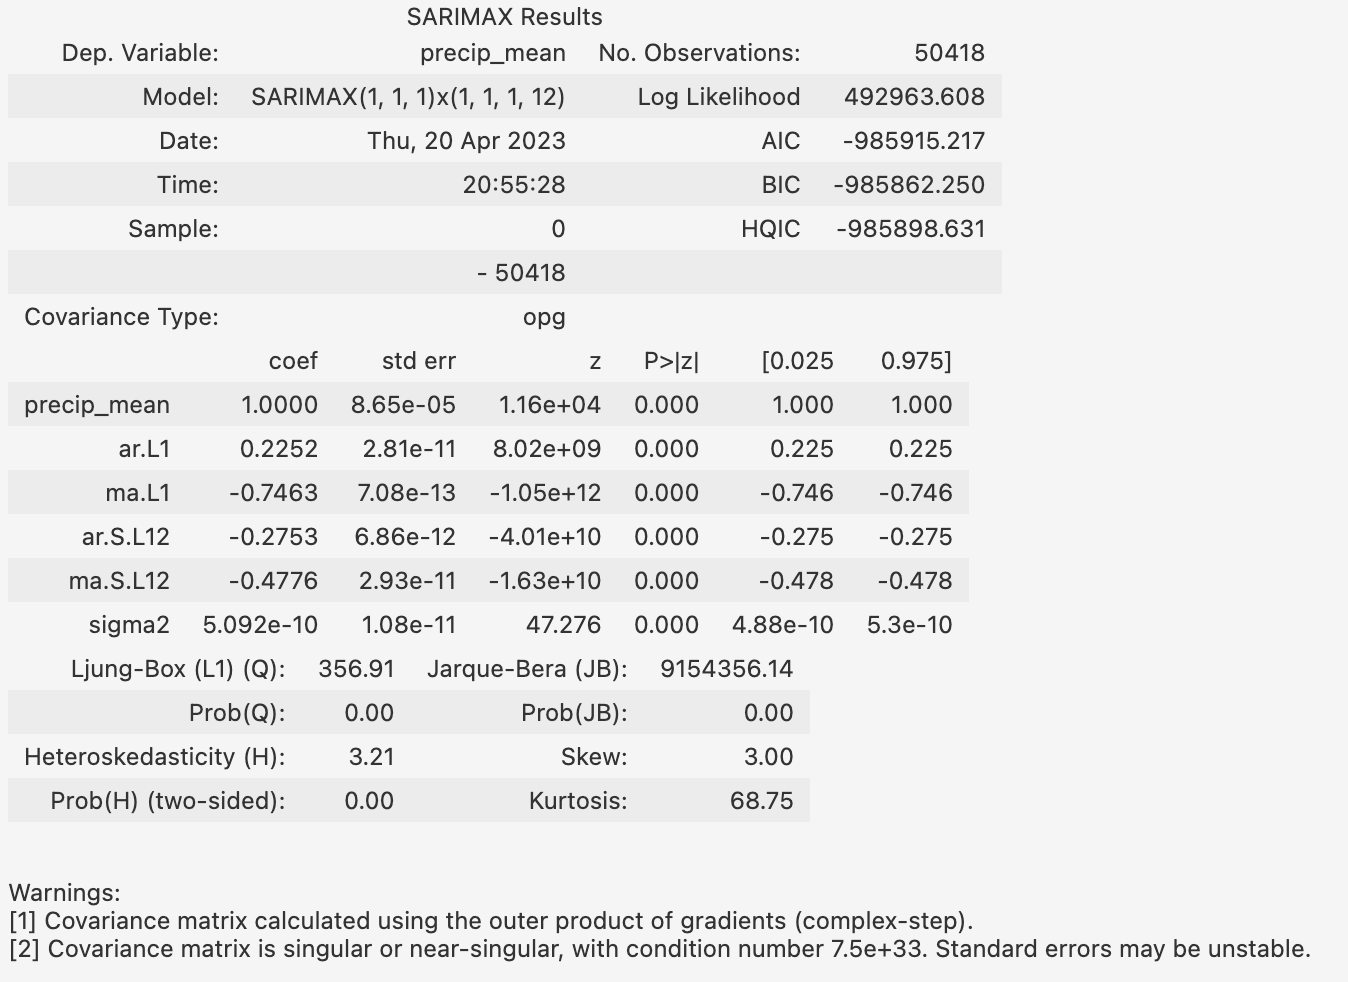 SARIMAX Results
Dep. Variable: precip_mean No. Observations: 50418
Model: SARIMAX(1, 1, 1)x(1, 1, 1, 12) Log Likelihood 492963.608
Date: Thu, 20 Apr 2023 AIC -985915.217
Time: 20:55:28 BIC -985862.250
Sample: 0 HQIC -985898.631
- 50418
Covariance Type: opg
coef std err z P>|z| [0.025 0.975]
precip_mean 1.0000 8.65e-05 1.16e+04 0.000 1.000 1.000
ar.L1 0.2252 2.81e-11 8.02e+09 0.000 0.225 0.225
ma.L1 -0.7463 7.08e-13 -1.05e+12 0.000 -0.746 -0.746
ar.S.L12 -0.2753 6.86e-12 -4.01e+10 0.000 -0.275 -0.275
ma.S.L12 -0.4776 2.93e-11 -1.63e+10 0.000 -0.478 -0.478
sigma2 5.092e-10 1.08e-11 47.276 0.000 4.88e-10 5.3e-10
Ljung-Box (L1) (Q): 356.91 Jarque-Bera (JB): 9154356.14
Prob(Q): 0.00 Prob(JB): 0.00
Heteroskedasticity (H): 3.21 Skew: 3.00
Prob(H) (two-sided): 0.00 Kurtosis: 68.75
Warnings:
[1] Covariance matrix calculated using the outer product of gradients (complex-step).
[2] Covariance matrix is singular or near-singular, with condition number 7.5e+33. Standard errors may be unstable.